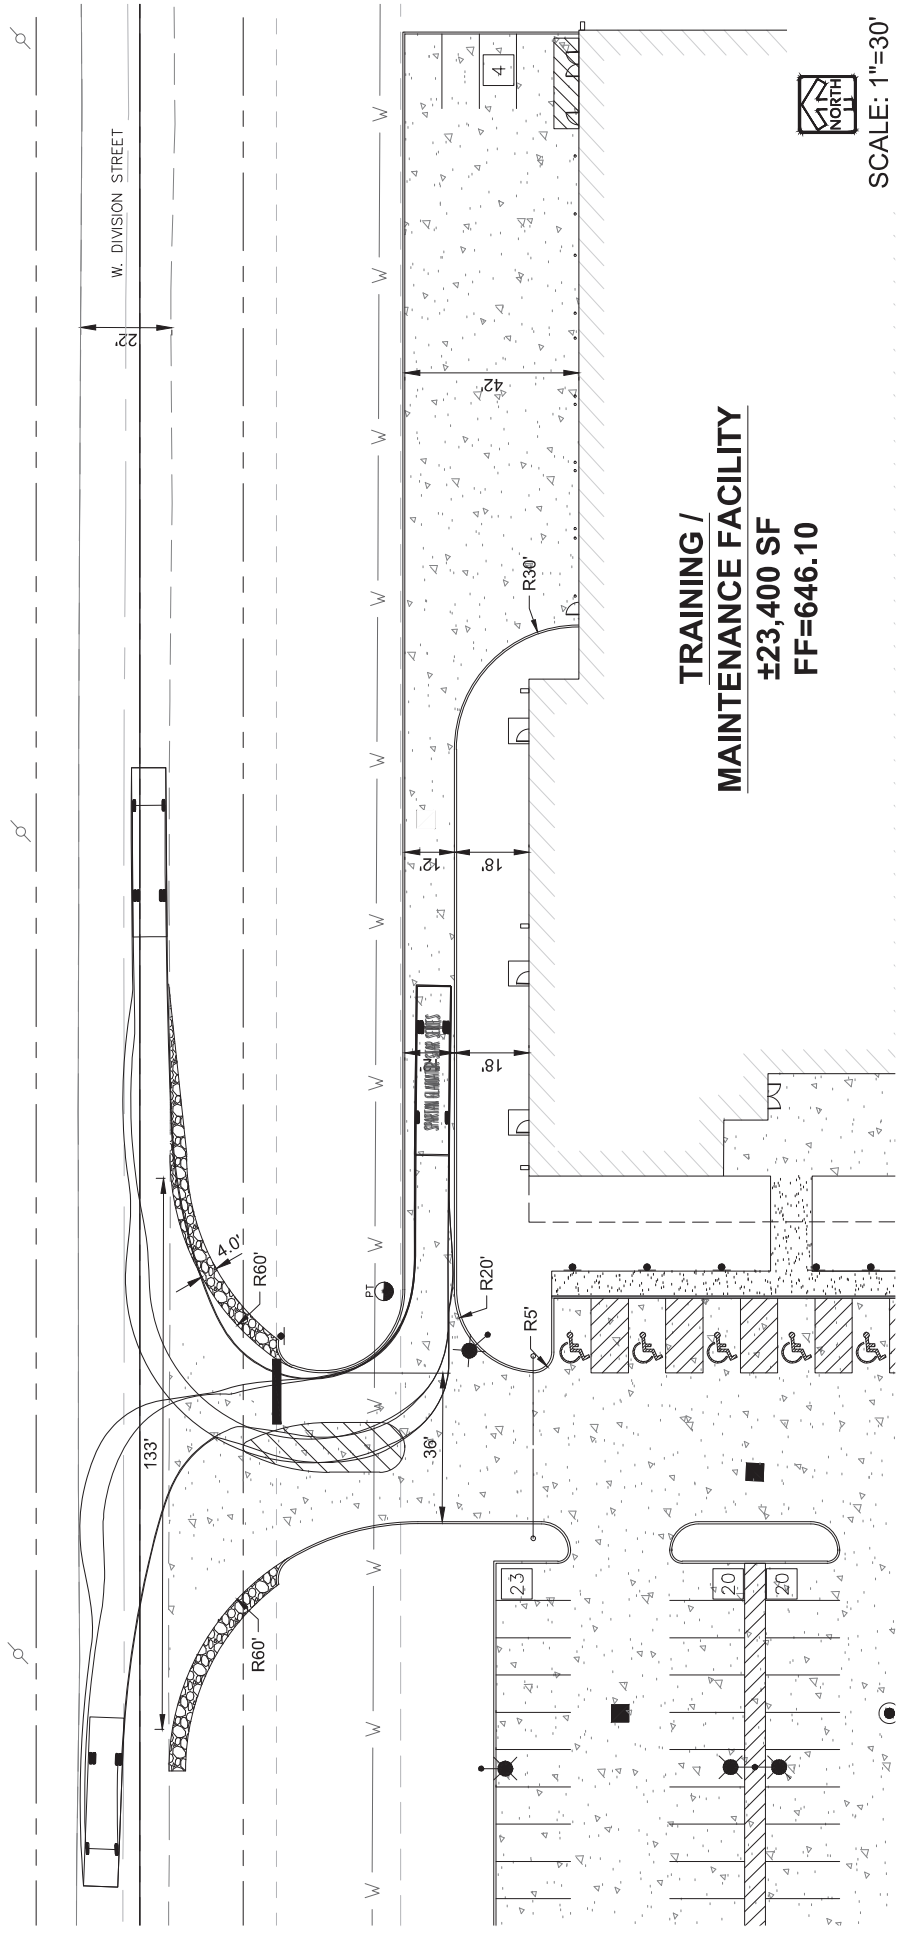 W. DIVISION STREET
22'
4
42'
NORTH
SCALE: 1"=30'
TRAINING /
MAINTENANCE FACILITY
±23,400 SF
FF=646.10
R30'
12'
18'
18'
W
W
W
W
W
W
W
W
W
W
W
W
4.0'
R60'
PT
R20'
R5'
133'
36'
R60'
23
20
20